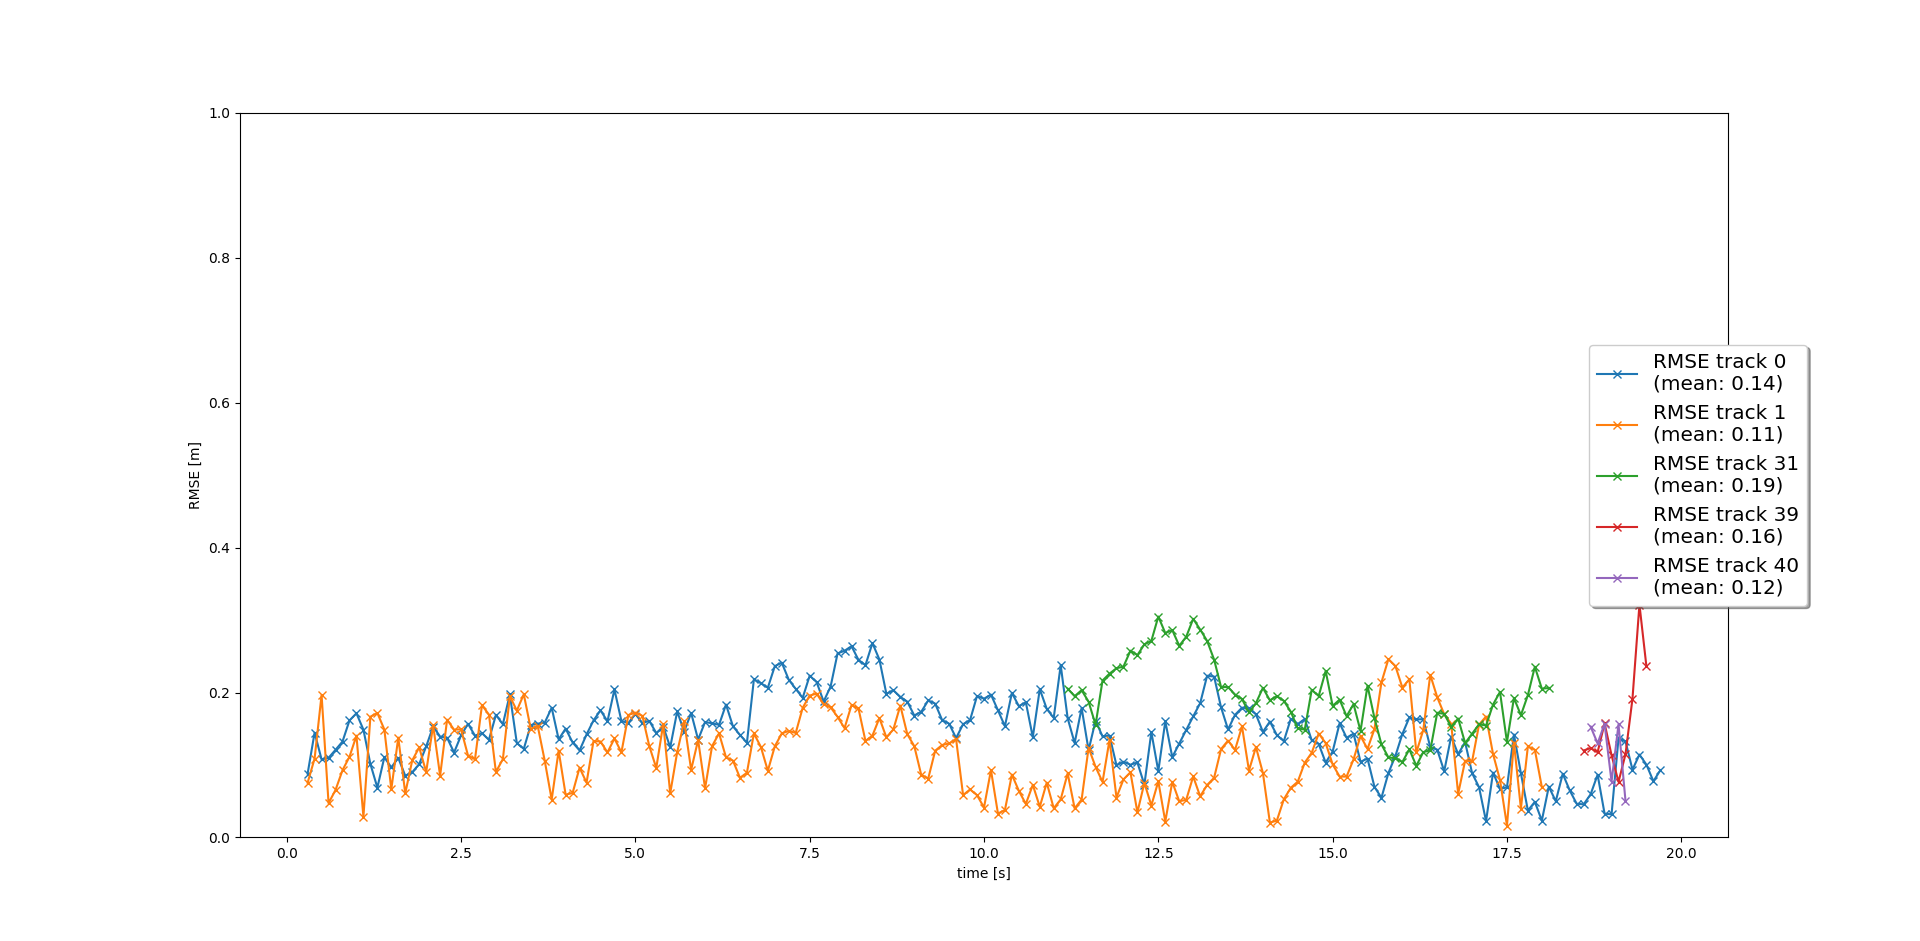 1.0
0.8
0.6
0.4
0.2
0.0
RMSE [m]
0.0 2.5 5.0 7.5 10.0 12.5 15.0 17.5 20.0
time [s]
RMSE track 0
(mean: 0.14)
RMSE track 1
(mean: 0.11)
RMSE track 31
(mean: 0.19)
RMSE track 39
(mean: 0.16)
RMSE track 40
(mean: 0.12)